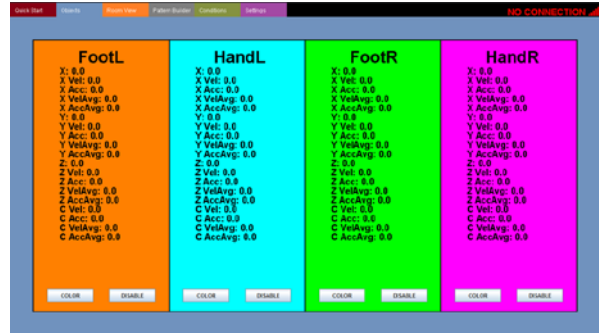 Quick Start Objects Room View Pattern Builder Conditions Settings NO CONNECTION
FootL
X: 0.0
X Vel: 0.0
X Acc: 0.0
X VelAvg: 0.0
X AccAvg: 0.0
Y: 0.0
Y Vel: 0.0
Y Acc: 0.0
Y VelAvg: 0.0
Y AccAvg: 0.0
Z: 0.0
Z Vel: 0.0
Z Acc: 0.0
Z VelAvg: 0.0
Z AccAvg: 0.0
C Vel: 0.0
C Acc: 0.0
C VelAvg: 0.0
C AccAvg: 0.0
COLOR DISABLE
HandL
X: 0.0
X Vel: 0.0
X Acc: 0.0
X VelAvg: 0.0
X AccAvg: 0.0
Y: 0.0
Y Vel: 0.0
Y Acc: 0.0
Y VelAvg: 0.0
Y AccAvg: 0.0
Z: 0.0
Z Vel: 0.0
Z Acc: 0.0
Z VelAvg: 0.0
Z AccAvg: 0.0
C Vel: 0.0
C Acc: 0.0
C VelAvg: 0.0
C AccAvg: 0.0
COLOR DISABLE
FootR
X: 0.0
X Vel: 0.0
X Acc: 0.0
X VelAvg: 0.0
X AccAvg: 0.0
Y: 0.0
Y Vel: 0.0
Y Acc: 0.0
Y VelAvg: 0.0
Y AccAvg: 0.0
Z: 0.0
Z Vel: 0.0
Z Acc: 0.0
Z VelAvg: 0.0
Z AccAvg: 0.0
C Vel: 0.0
C Acc: 0.0
C VelAvg: 0.0
C AccAvg: 0.0
COLOR DISABLE
HandR
X: 0.0
X Vel: 0.0
X Acc: 0.0
X VelAvg: 0.0
X AccAvg: 0.0
Y: 0.0
Y Vel: 0.0
Y Acc: 0.0
Y VelAvg: 0.0
Y AccAvg: 0.0
Z: 0.0
Z Vel: 0.0
Z Acc: 0.0
Z VelAvg: 0.0
Z AccAvg: 0.0
C Vel: 0.0
C Acc: 0.0
C VelAvg: 0.0
C AccAvg: 0.0
COLOR DISABLE